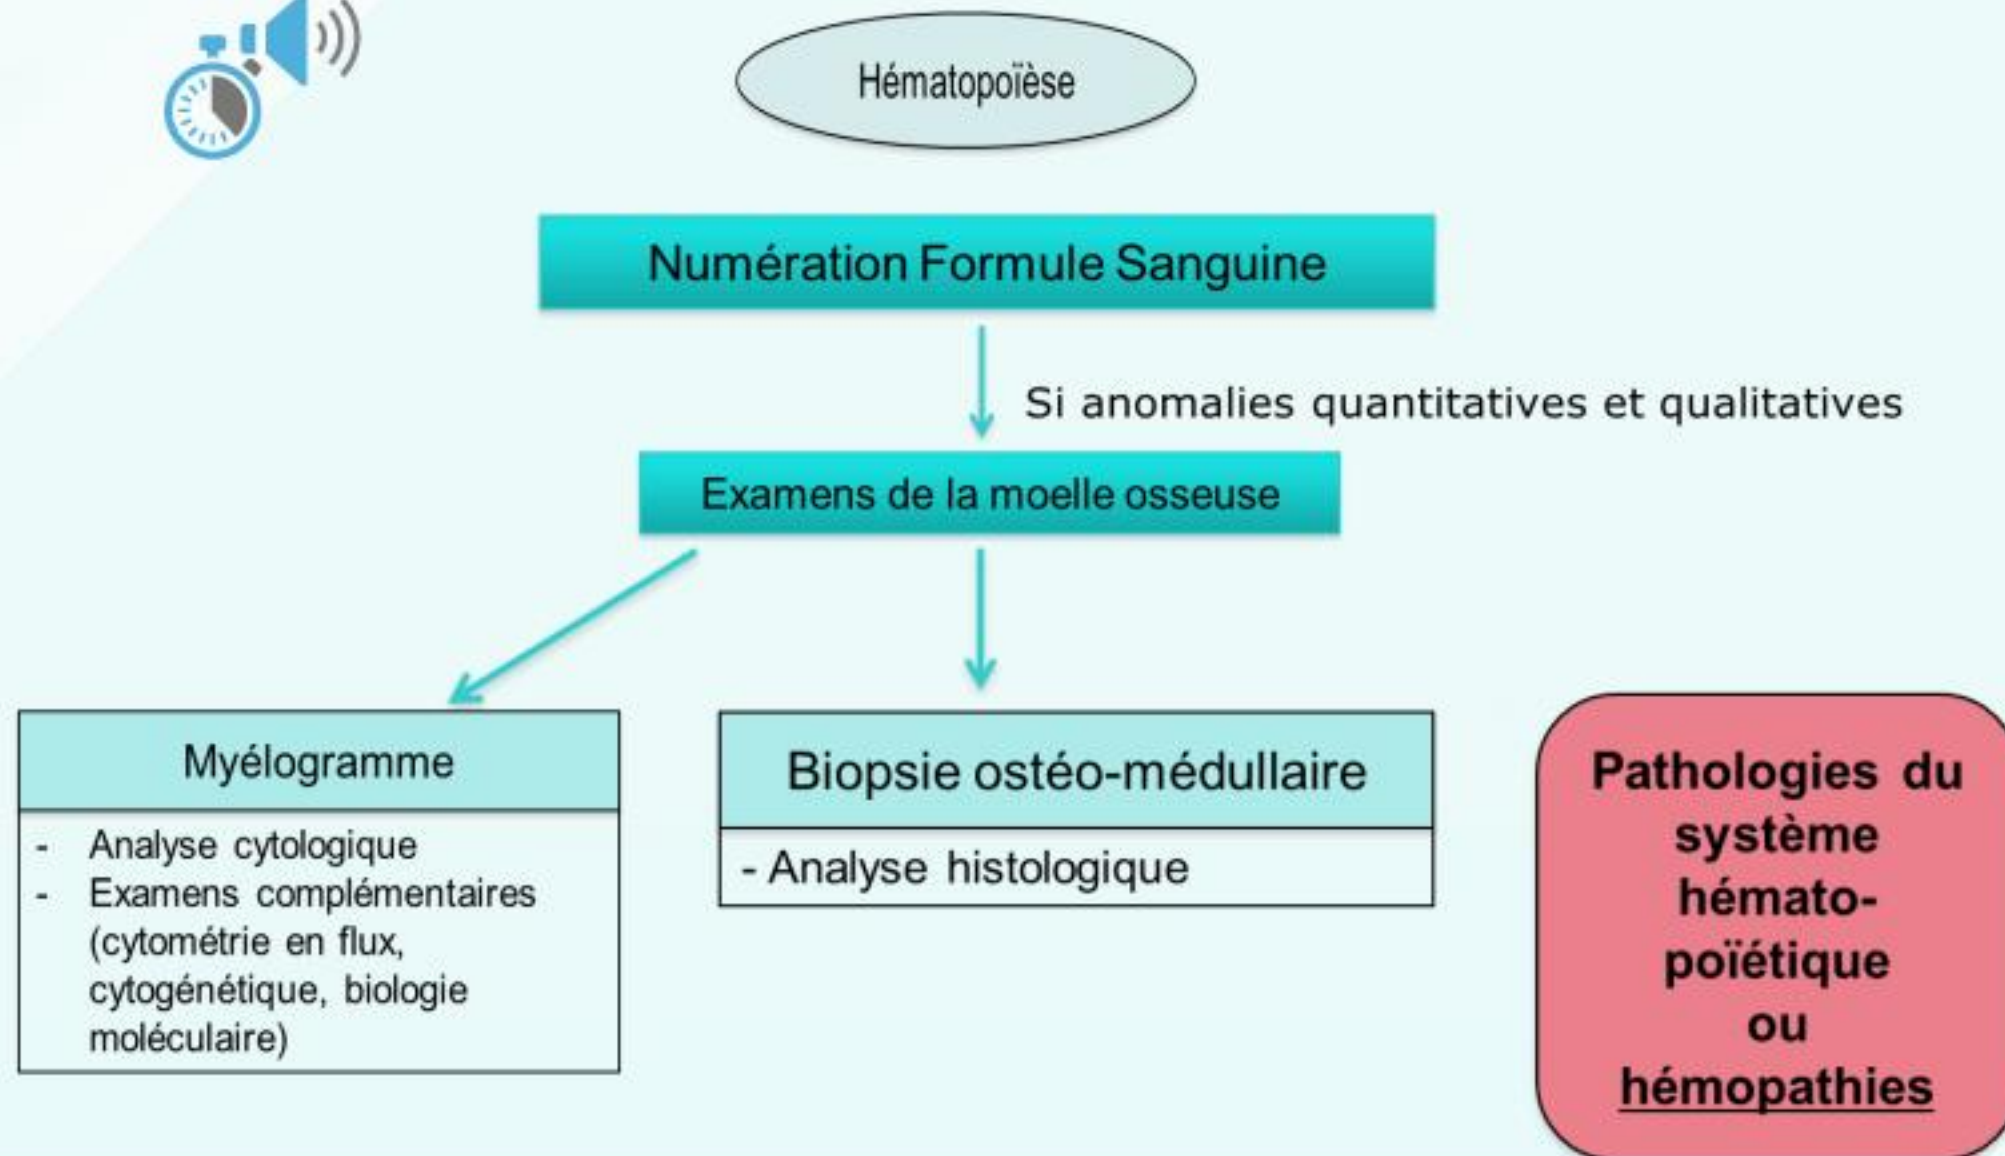 Hématopoïèse
Numération Formule Sanguine
Si anomalies quantitatives et qualitatives
Examens de la moelle osseuse
Myélogramme
- Analyse cytologique
- Examens complémentaires
(cytométrie en flux,
cytogénétique, biologie
moléculaire)
Biopsie ostéo-médullaire
- Analyse histologique
Pathologies du
système
hémato-
poïétique
ou
hémopathies